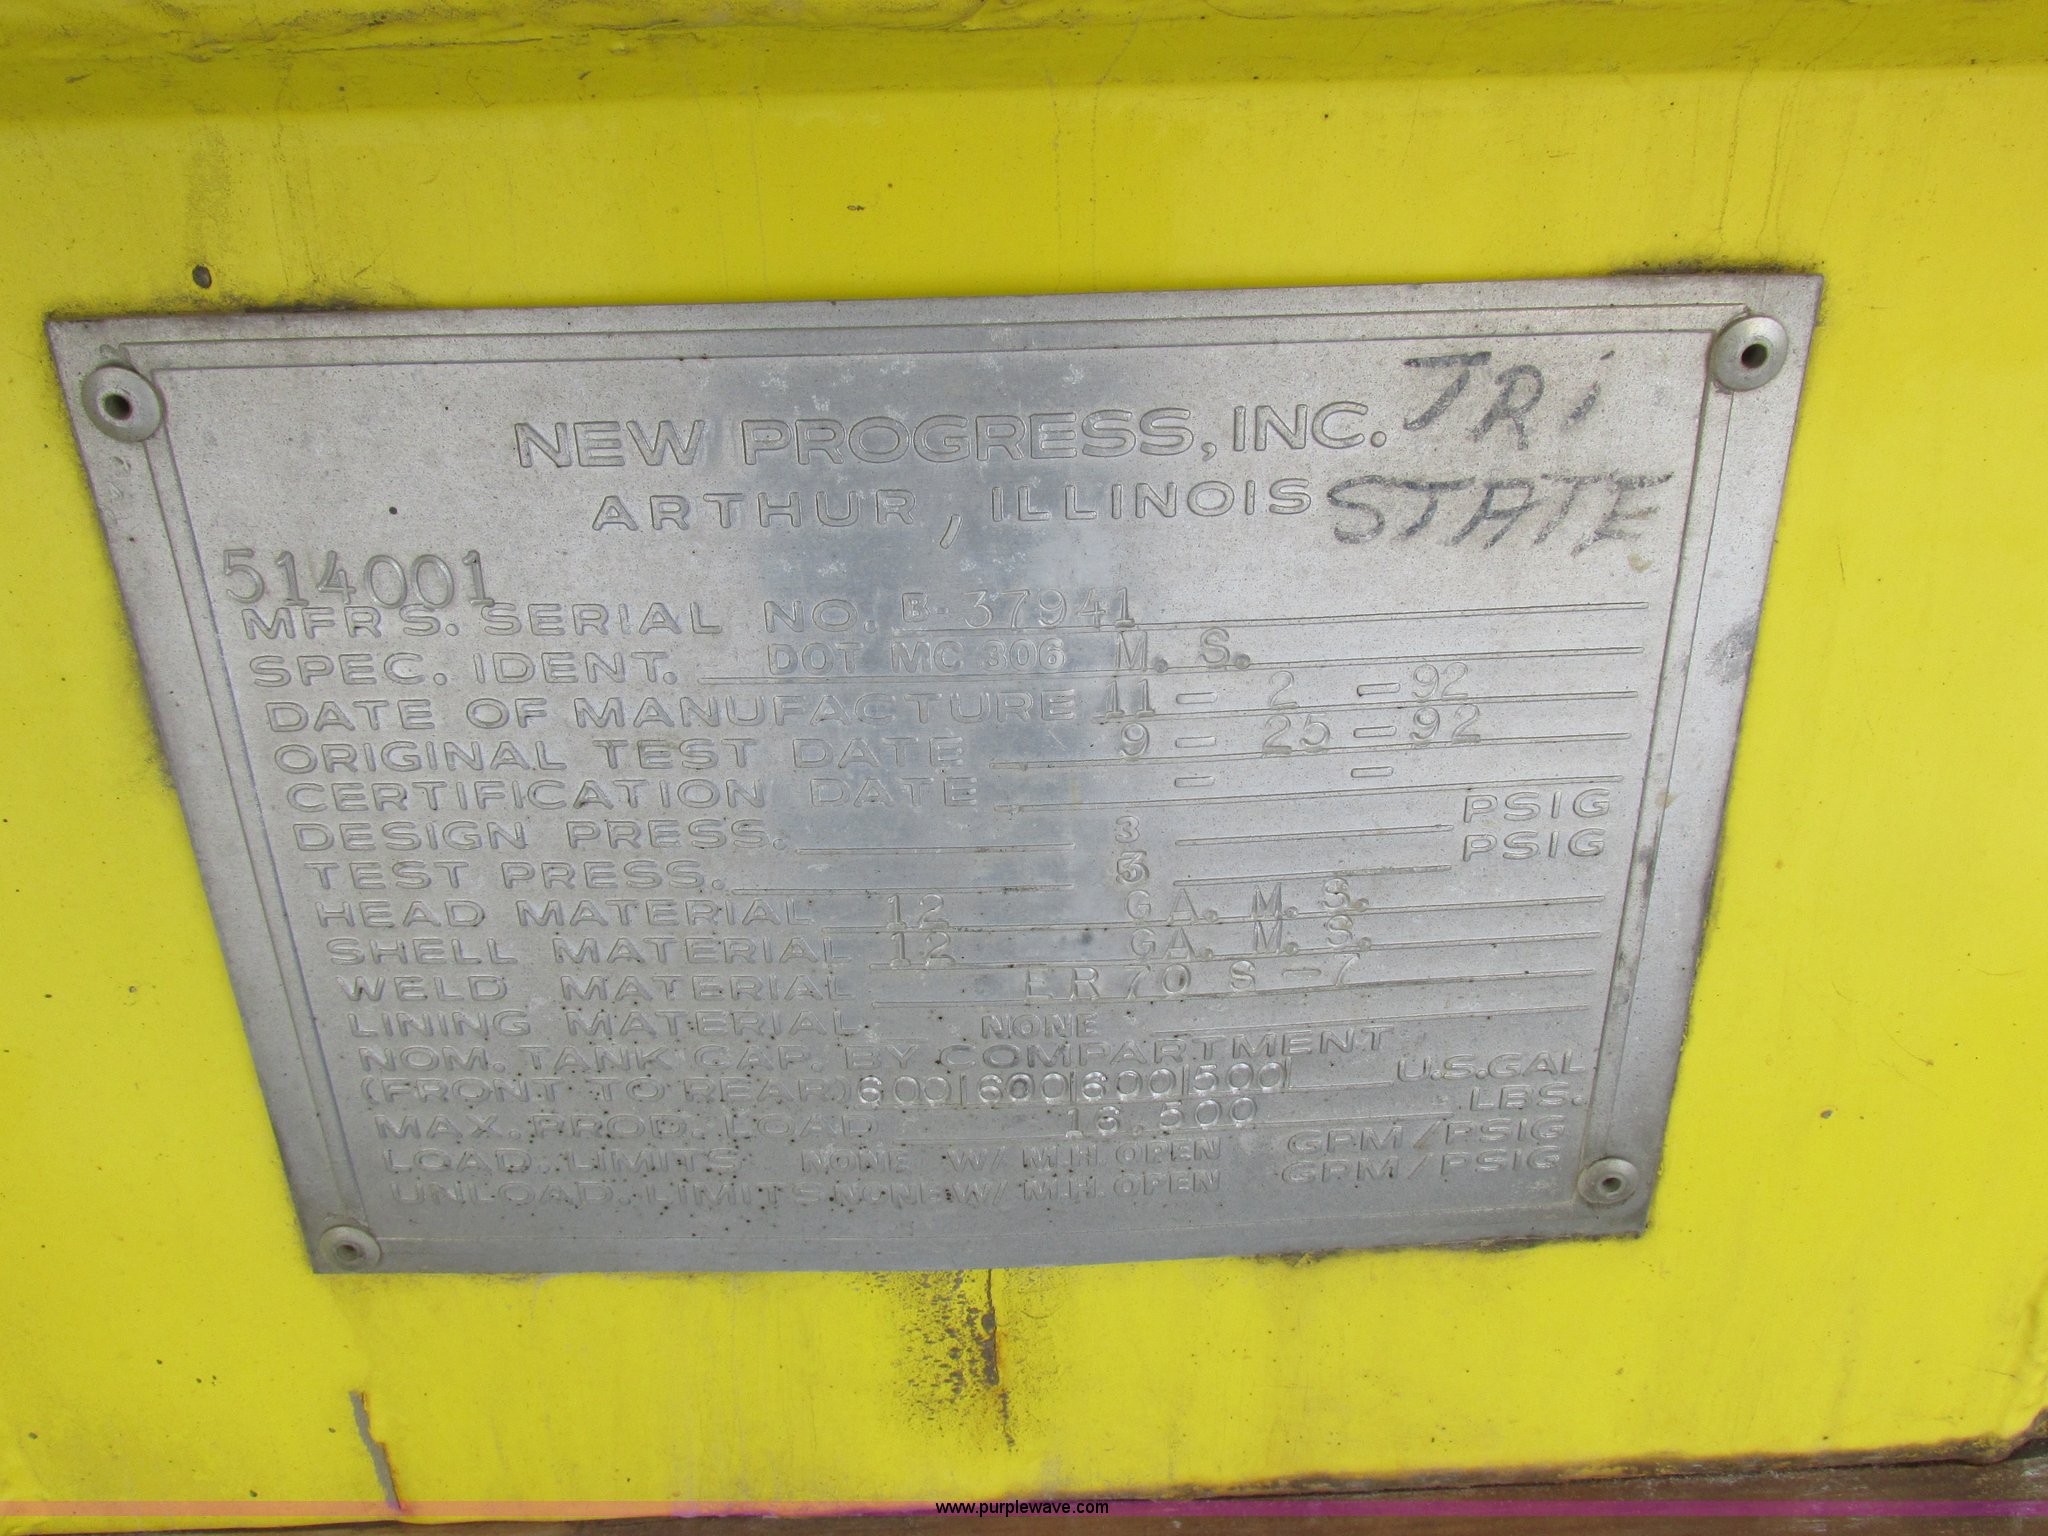 NEW PROGRESS, INC. TRi
ARTHUR, ILLINOIS STATE
514001
MFR'S. SERIAL NO. B-37941
SPEC. IDENT. DOT MC 306 M. S.
DATE OF MANUFACTURE 11 - 2 - 92
ORIGINAL TEST DATE 9 - 25 - 92
CERTIFICATION DATE - -
DESIGN PRESS. 3 PSIG
TEST PRESS. 3 PSIG
HEAD MATERIAL 12 GA. M. S.
SHELL MATERIAL 12 GA. M. S.
WELD MATERIAL ER 70 S - 7
LINING MATERIAL NONE
NOM. TANK CAP. BY COMPARTMENT
(FRONT TO REAR) 600|600|600|500| U.S.GAL
MAX. PROD. LOAD 16.500 LBS.
LOAD. LIMITS NONE W/ M.H. OPEN GPM/PSIG
UNLOAD. LIMITS NONE W/ M.H. OPEN GPM/PSIG
www.purplewave.com